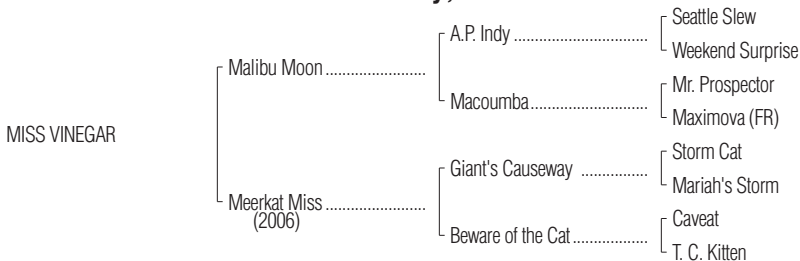 Seattle Slew
A.P. Indy
Weekend Surprise
Malibu Moon
Mr. Prospector
Macoumba
Maximova (FR)
MISS VINEGAR
Storm Cat
Giant's Causeway
Mariah's Storm
Meerkat Miss
(2006)
Caveat
Beware of the Cat
T. C. Kitten